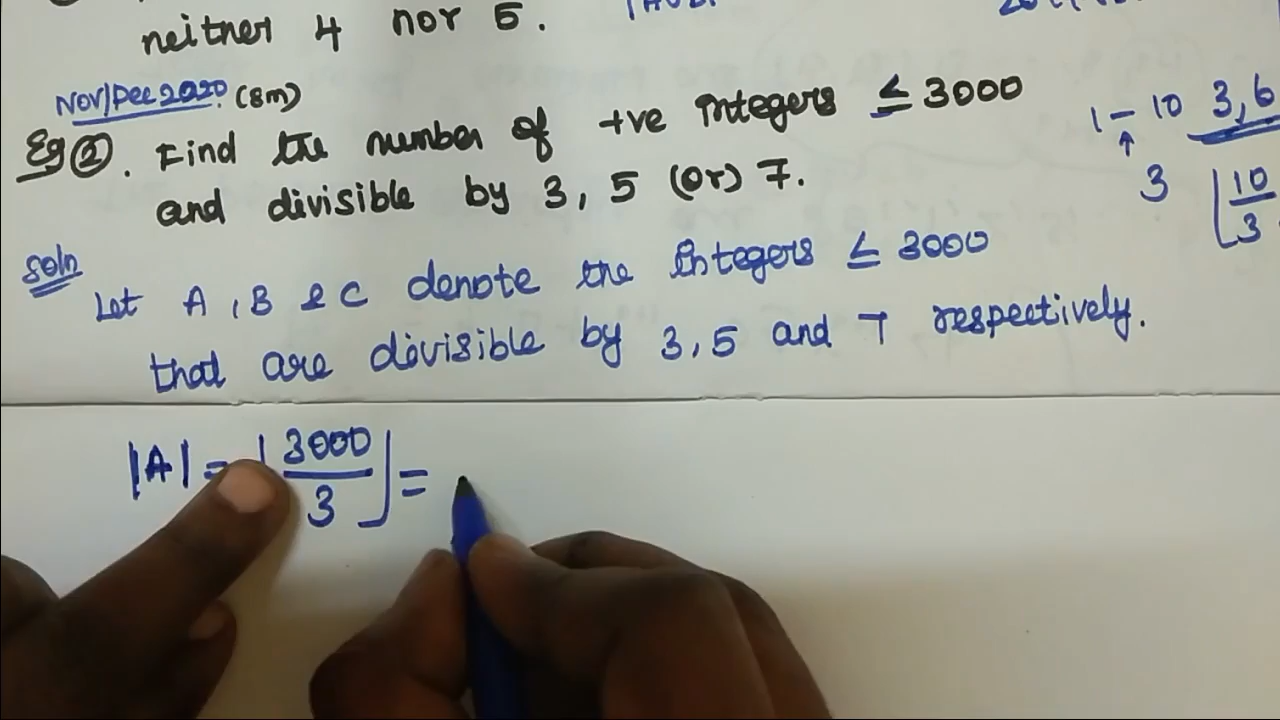 neither 4 nor 5.
Nov/Dec 2020 (8m)
Eg ②. Find the number of +ve Integers ≤ 3000
and divisible by 3, 5 (or) 7.
1 - 10 3, 6
↑
3 ⌊10/3
Soln
Let A, B & C denote the Integers ≤ 3000
that are divisible by 3, 5 and 7 respectively.
|A| = ⌊3000/3⌋ =